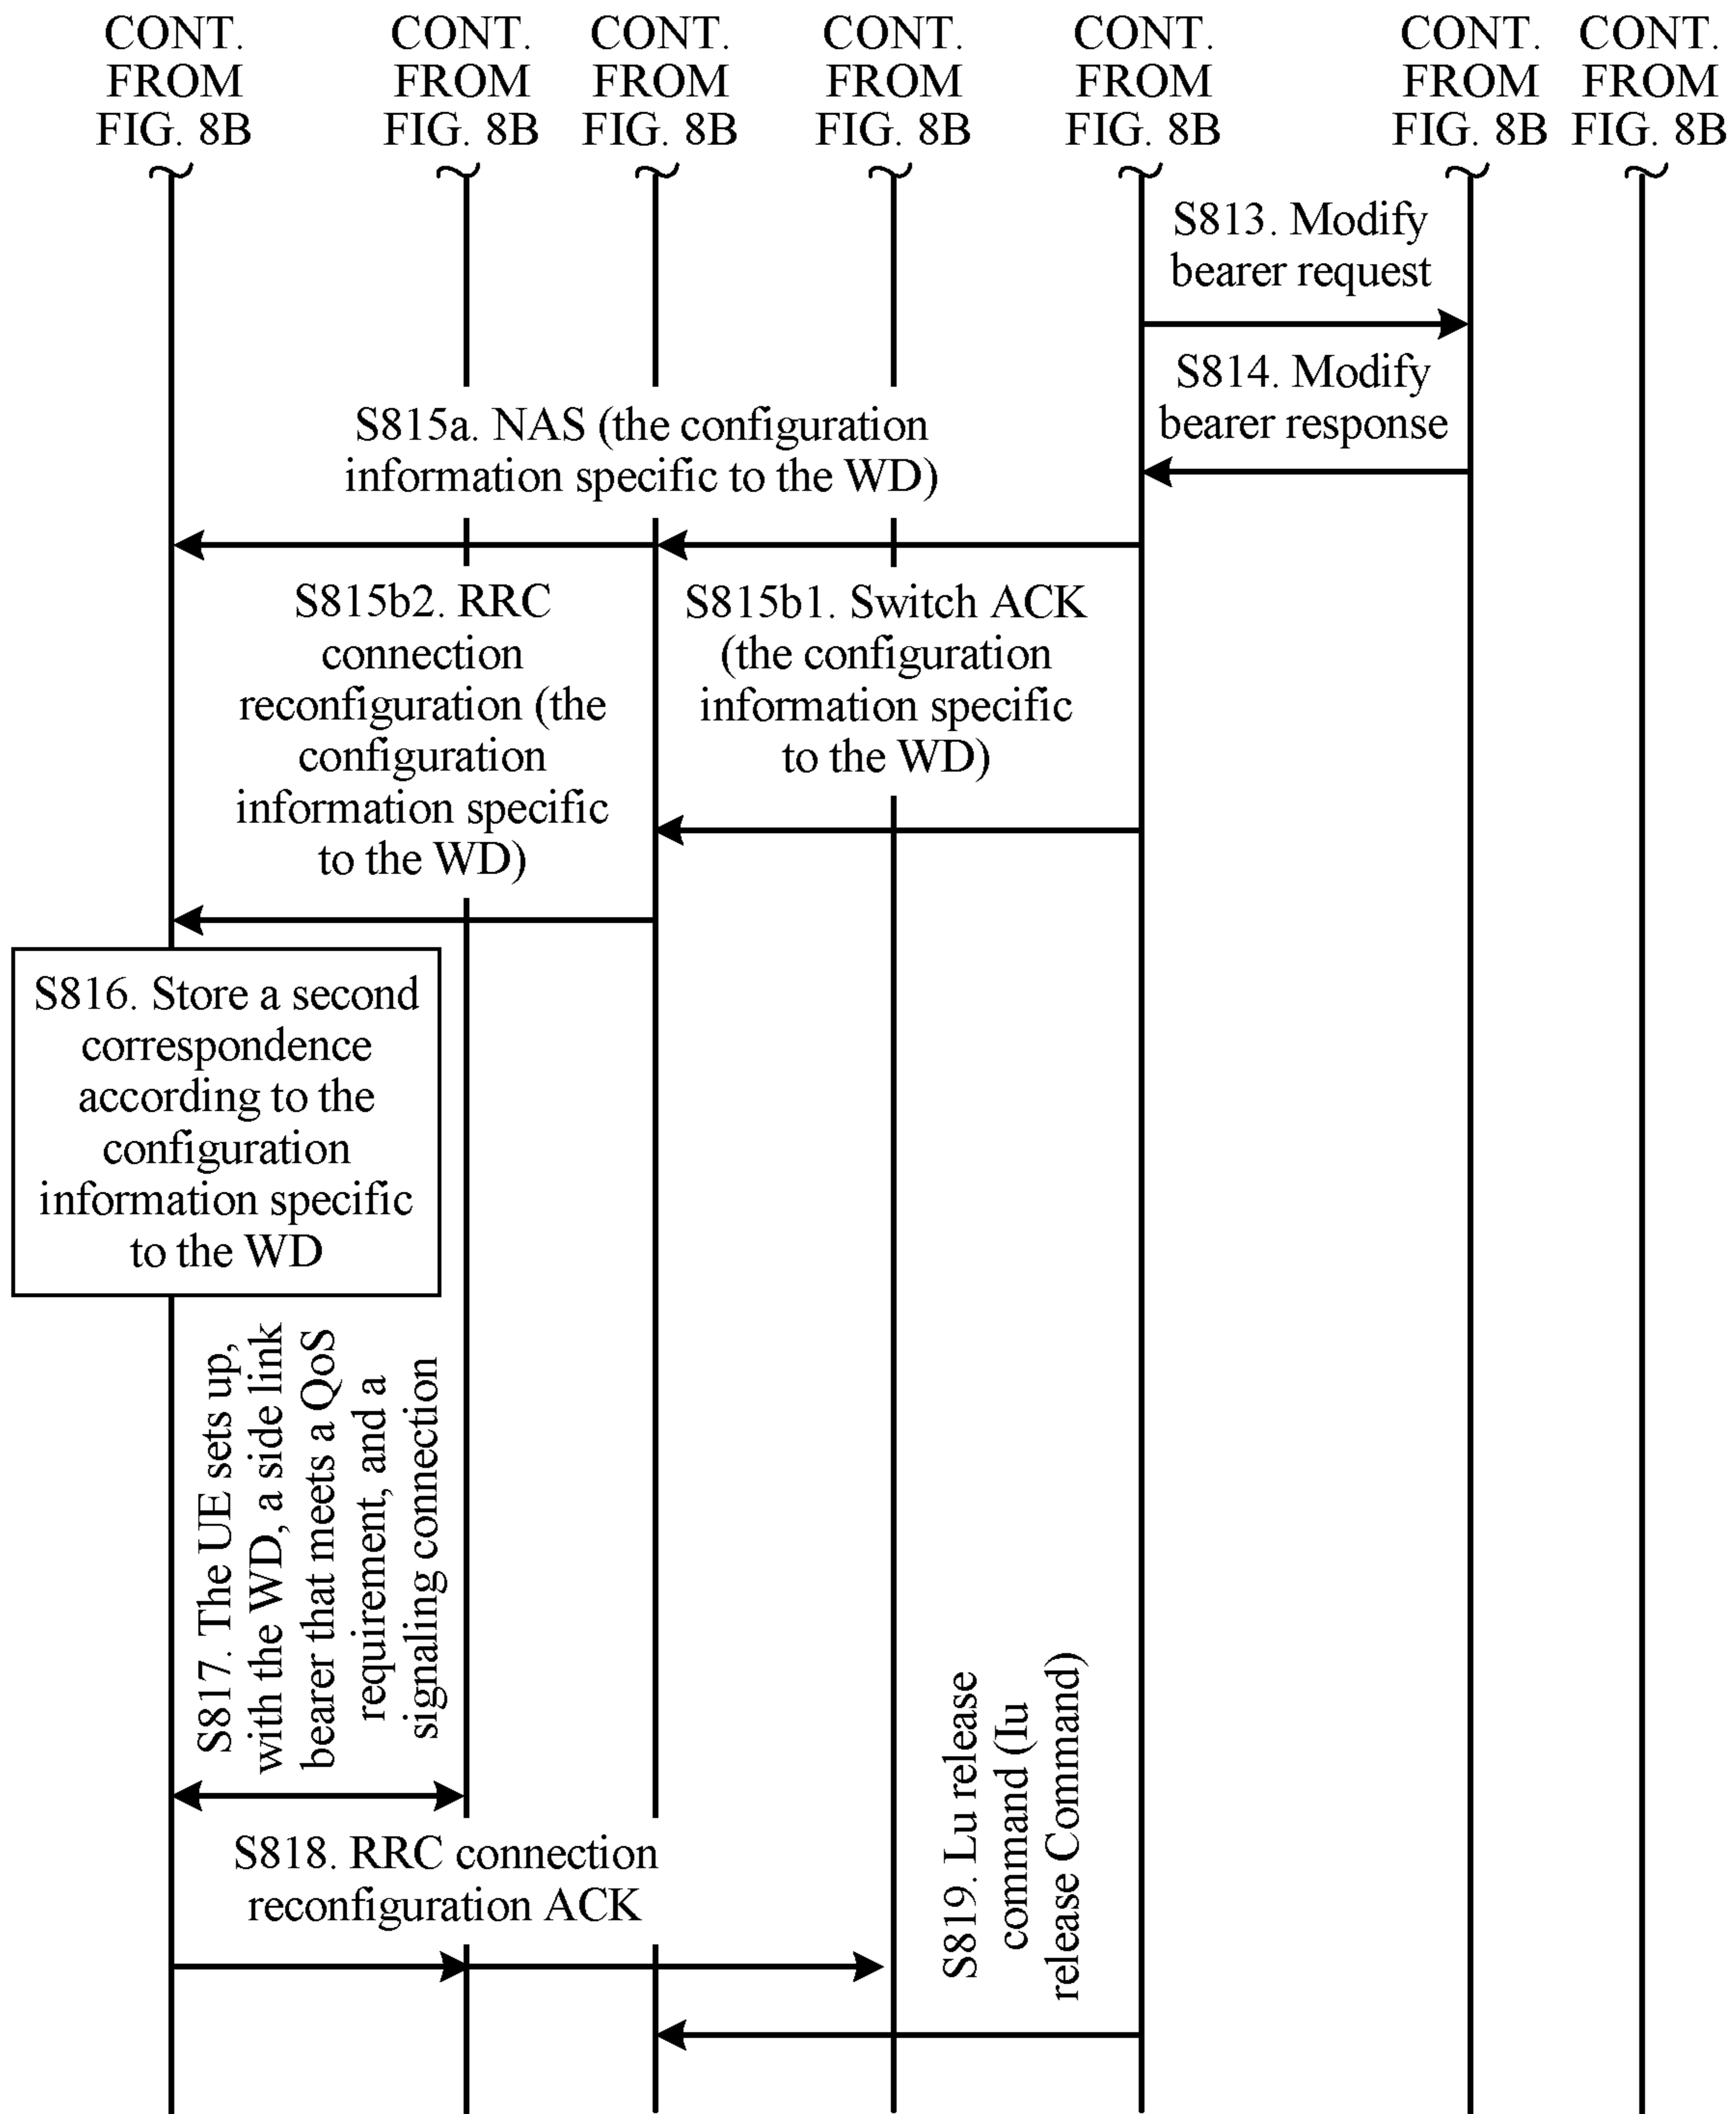 CONT.
FROM
FIG. 8B
CONT.
FROM
FIG. 8B
CONT.
FROM
FIG. 8B
CONT.
FROM
FIG. 8B
CONT.
FROM
FIG. 8B
CONT.
FROM
FIG. 8B
CONT.
FROM
FIG. 8B
S813. Modify
bearer request
S814. Modify
bearer response
S815a. NAS (the configuration
information specific to the WD)
S815b1. Switch ACK
(the configuration
information specific
to the WD)
S815b2. RRC
connection
reconfiguration (the
configuration
information specific
to the WD)
S816. Store a second
correspondence
according to the
configuration
information specific
to the WD
S817. The UE sets up,
with the WD, a side link
bearer that meets a QoS
requirement, and a
signaling connection
S818. RRC connection
reconfiguration ACK
S819. Lu release
command (Iu
release Command)